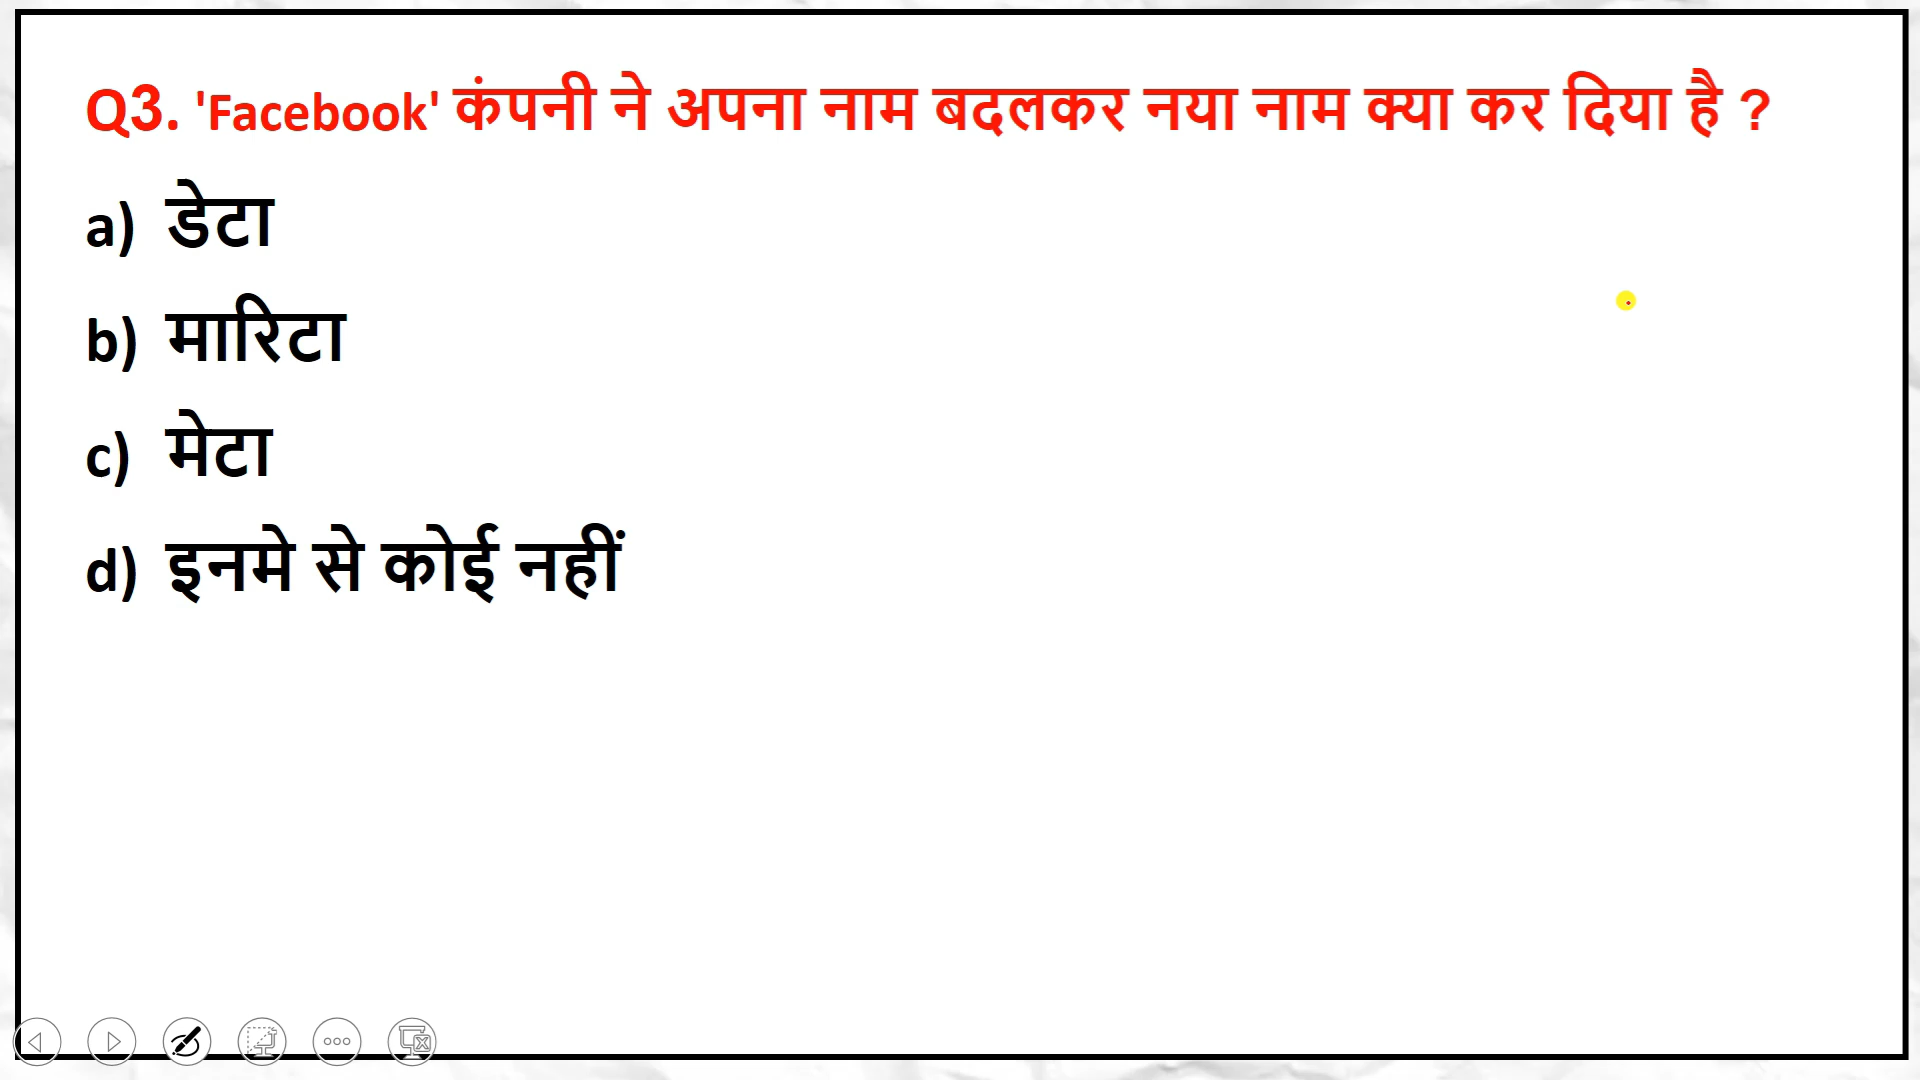 Q3. 'Facebook' कंपनी ने अपना नाम बदलकर नया नाम क्या कर दिया है ?
a) डेटा
b) मारिटा
c) मेटा
d) इनमे से कोई नहीं